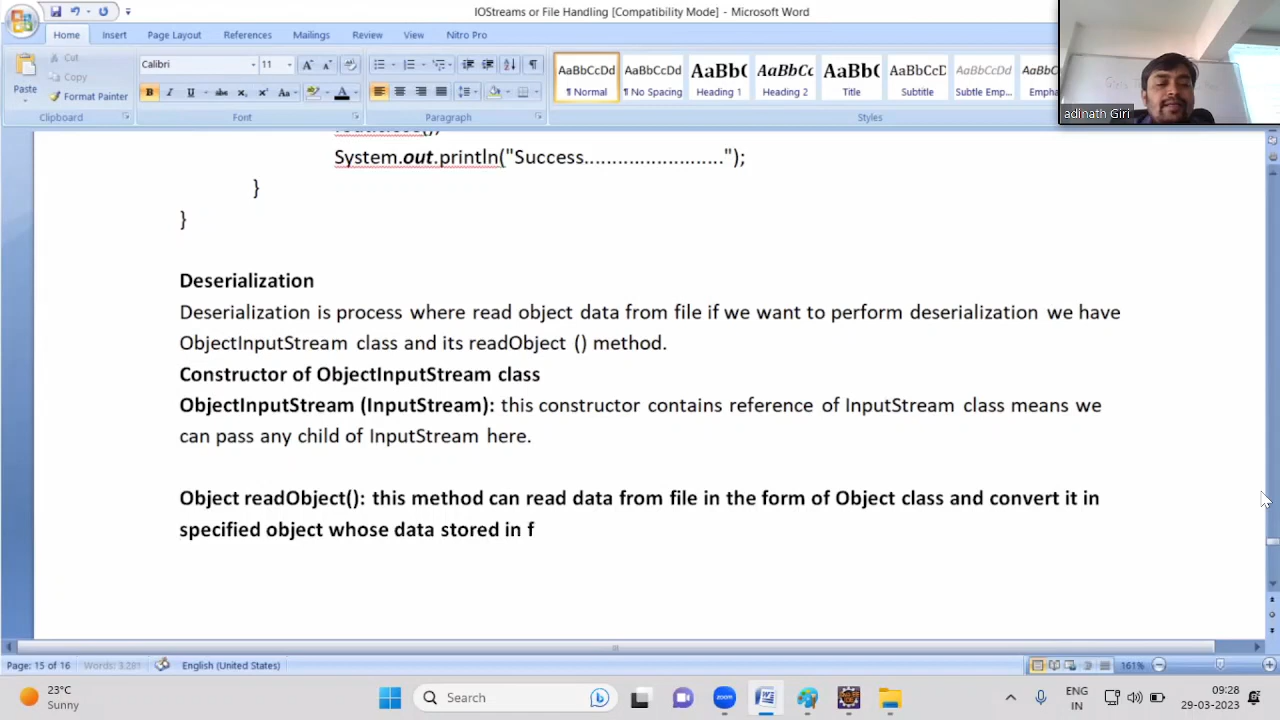 IOStreams or File Handling [Compatibility Mode] - Microsoft Word
Home Insert Page Layout References Mailings Review View Nitro Pro
Paste
Cut
Copy
Format Painter
Clipboard
Calibri 11
Font
Paragraph
AaBbCcDd AaBbCcDd AaBb( AaBbCc AaBb( AaBbCcD AaBbCcDd
¶ Normal ¶ No Spacing Heading 1 Heading 2 Title Subtitle Subtle Emp... Empha
Styles
adinath Giri
System.out.println("Success.........................");
}
}
Deserialization
Deserialization is process where read object data from file if we want to perform deserialization we have
ObjectInputStream class and its readObject () method.
Constructor of ObjectInputStream class
ObjectInputStream (InputStream): this constructor contains reference of InputStream class means we
can pass any child of InputStream here.
Object readObject(): this method can read data from file in the form of Object class and convert it in
specified object whose data stored in f
Page: 15 of 16 Words: 3,281 English (United States) 161%
23°C
Sunny
Search
zoom
ENG
IN
09:28
29-03-2023